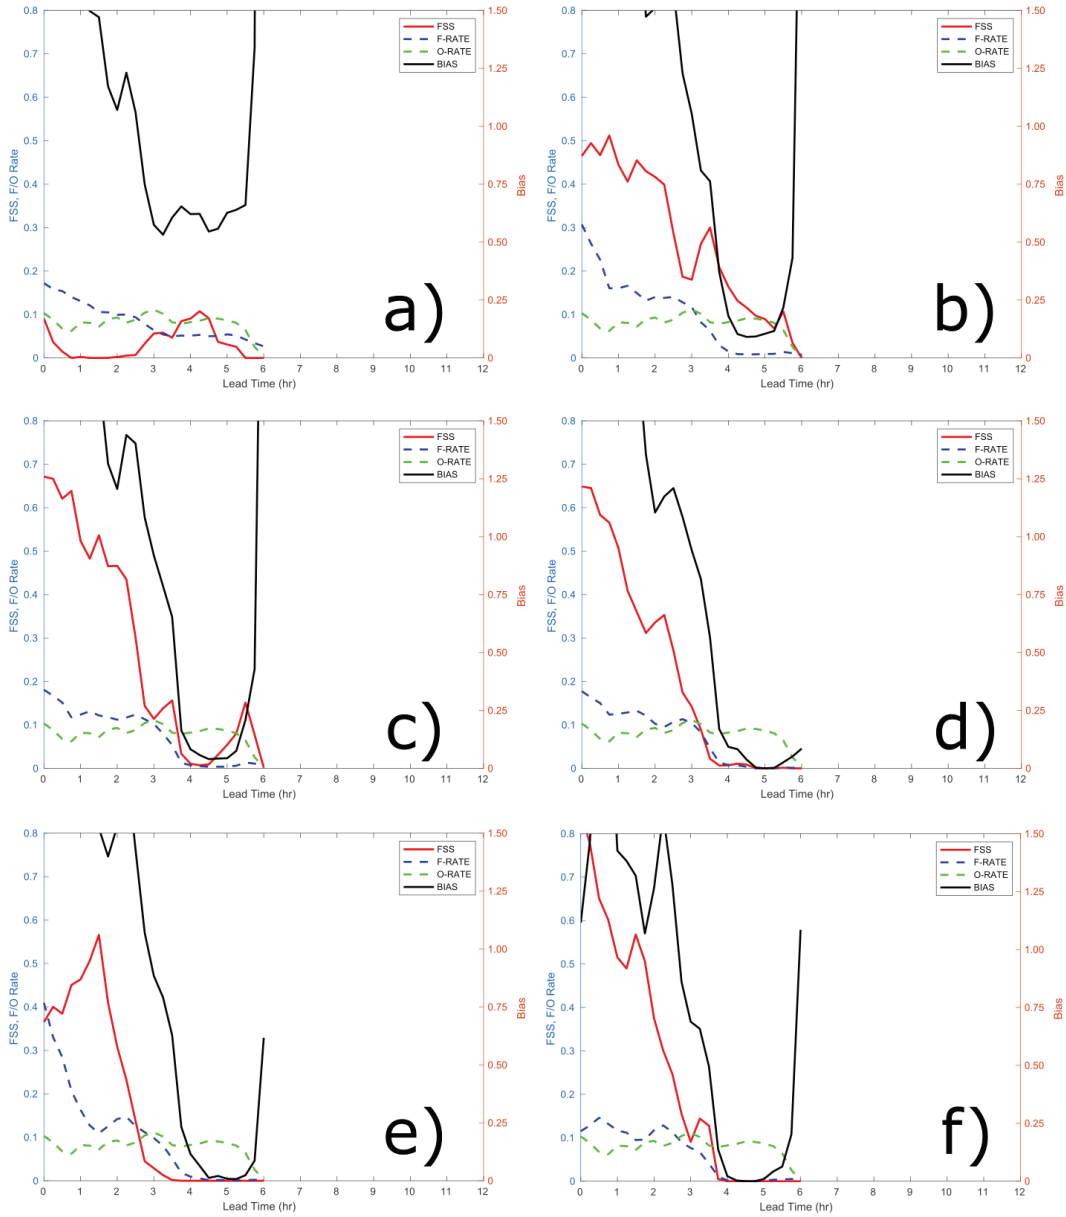 0.8 1.50
FSS
F-RATE
O-RATE
BIAS
0.7
1.25
0.6
0.5 1.00
FSS, F/O Rate
0.4 0.75 Bias
0.3
0.50
0.2
0.25
0.1
a)
0 0
0 1 2 3 4 5 6 7 8 9 10 11 12
Lead Time (hr)
0.8 1.50
FSS
F-RATE
O-RATE
BIAS
0.7
1.25
0.6
0.5 1.00
FSS, F/O Rate
0.4 0.75 Bias
0.3
0.50
0.2
0.25
0.1
b)
0 0
0 1 2 3 4 5 6 7 8 9 10 11 12
Lead Time (hr)
0.8 1.50
FSS
F-RATE
O-RATE
BIAS
0.7
1.25
0.6
0.5 1.00
FSS, F/O Rate
0.4 0.75 Bias
0.3
0.50
0.2
0.25
0.1
c)
0 0
0 1 2 3 4 5 6 7 8 9 10 11 12
Lead Time (hr)
0.8 1.50
FSS
F-RATE
O-RATE
BIAS
0.7
1.25
0.6
0.5 1.00
FSS, F/O Rate
0.4 0.75 Bias
0.3
0.50
0.2
0.25
0.1
d)
0 0
0 1 2 3 4 5 6 7 8 9 10 11 12
Lead Time (hr)
0.8 1.50
FSS
F-RATE
O-RATE
BIAS
0.7
1.25
0.6
0.5 1.00
FSS, F/O Rate
0.4 0.75 Bias
0.3
0.50
0.2
0.25
0.1
e)
0 0
0 1 2 3 4 5 6 7 8 9 10 11 12
Lead Time (hr)
0.8 1.50
FSS
F-RATE
O-RATE
BIAS
0.7
1.25
0.6
0.5 1.00
FSS, F/O Rate
0.4 0.75 Bias
0.3
0.50
0.2
0.25
0.1
f)
0 0
0 1 2 3 4 5 6 7 8 9 10 11 12
Lead Time (hr)